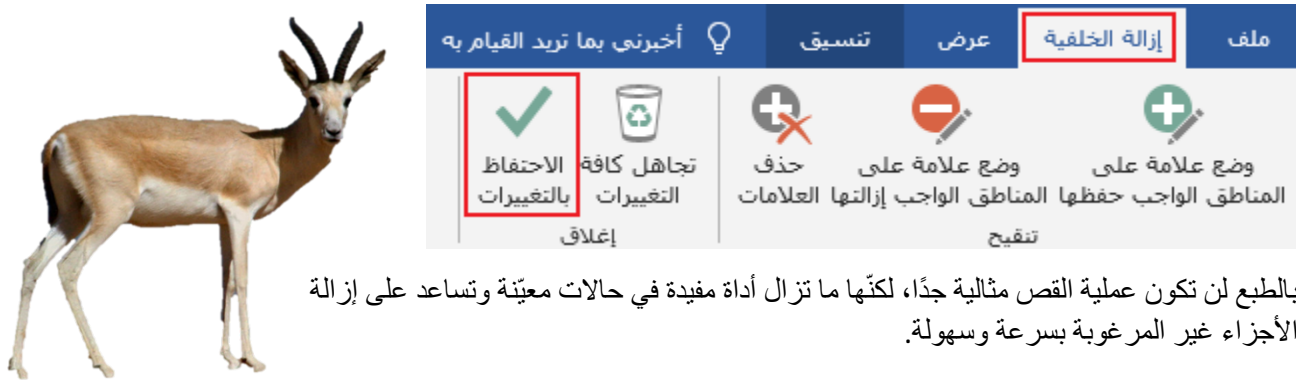 ملف إزالة الخلفية عرض تنسيق أخبرني بما تريد القيام به
وضع علامة على وضع علامة على حذف تجاهل كافة الاحتفاظ
المناطق الواجب حفظها المناطق الواجب إزالتها العلامات التغييرات بالتغييرات
تنقيح إغلاق
بالطبع لن تكون عملية القص مثالية جدًا، لكنّها ما تزال أداة مفيدة في حالات معيّنة وتساعد على إزالة
الأجزاء غير المرغوبة بسرعة وسهولة.